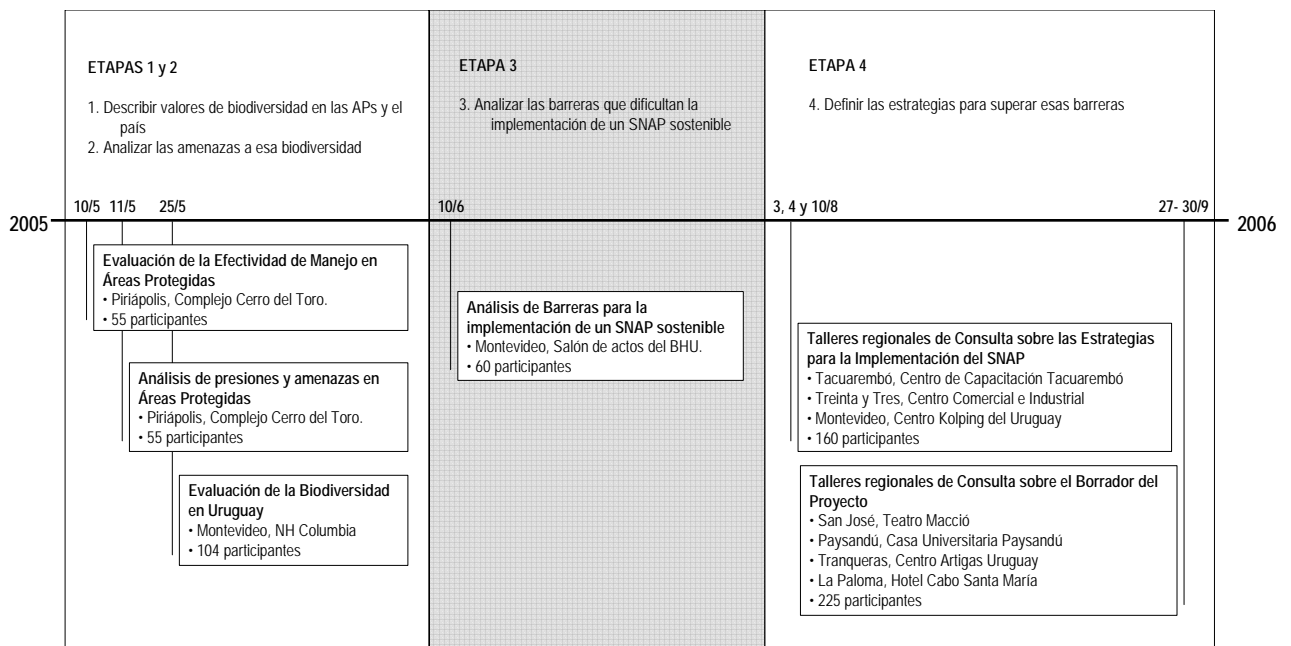 ETAPAS 1 y 2
1. Describir valores de biodiversidad en las APs y el
país
2. Analizar las amenazas a esa biodiversidad
ETAPA 3
3. Analizar las barreras que dificultan la
implementación de un SNAP sostenible
ETAPA 4
4. Definir las estrategias para superar esas barreras
2005
10/5
11/5
25/5
10/6
3, 4 y 10/8
27- 30/9
2006
Evaluación de la Efectividad de Manejo en
Áreas Protegidas
• Piriápolis, Complejo Cerro del Toro.
• 55 participantes
Análisis de presiones y amenazas en
Áreas Protegidas
• Piriápolis, Complejo Cerro del Toro.
• 55 participantes
Evaluación de la Biodiversidad
en Uruguay
• Montevideo, NH Columbia
• 104 participantes
Análisis de Barreras para la
implementación de un SNAP sostenible
• Montevideo, Salón de actos del BHU.
• 60 participantes
Talleres regionales de Consulta sobre las Estrategias
para la Implementación del SNAP
• Tacuarembó, Centro de Capacitación Tacuarembó
• Treinta y Tres, Centro Comercial e Industrial
• Montevideo, Centro Kolping del Uruguay
• 160 participantes
Talleres regionales de Consulta sobre el Borrador del
Proyecto
• San José, Teatro Macció
• Paysandú, Casa Universitaria Paysandú
• Tranqueras, Centro Artigas Uruguay
• La Paloma, Hotel Cabo Santa María
• 225 participantes